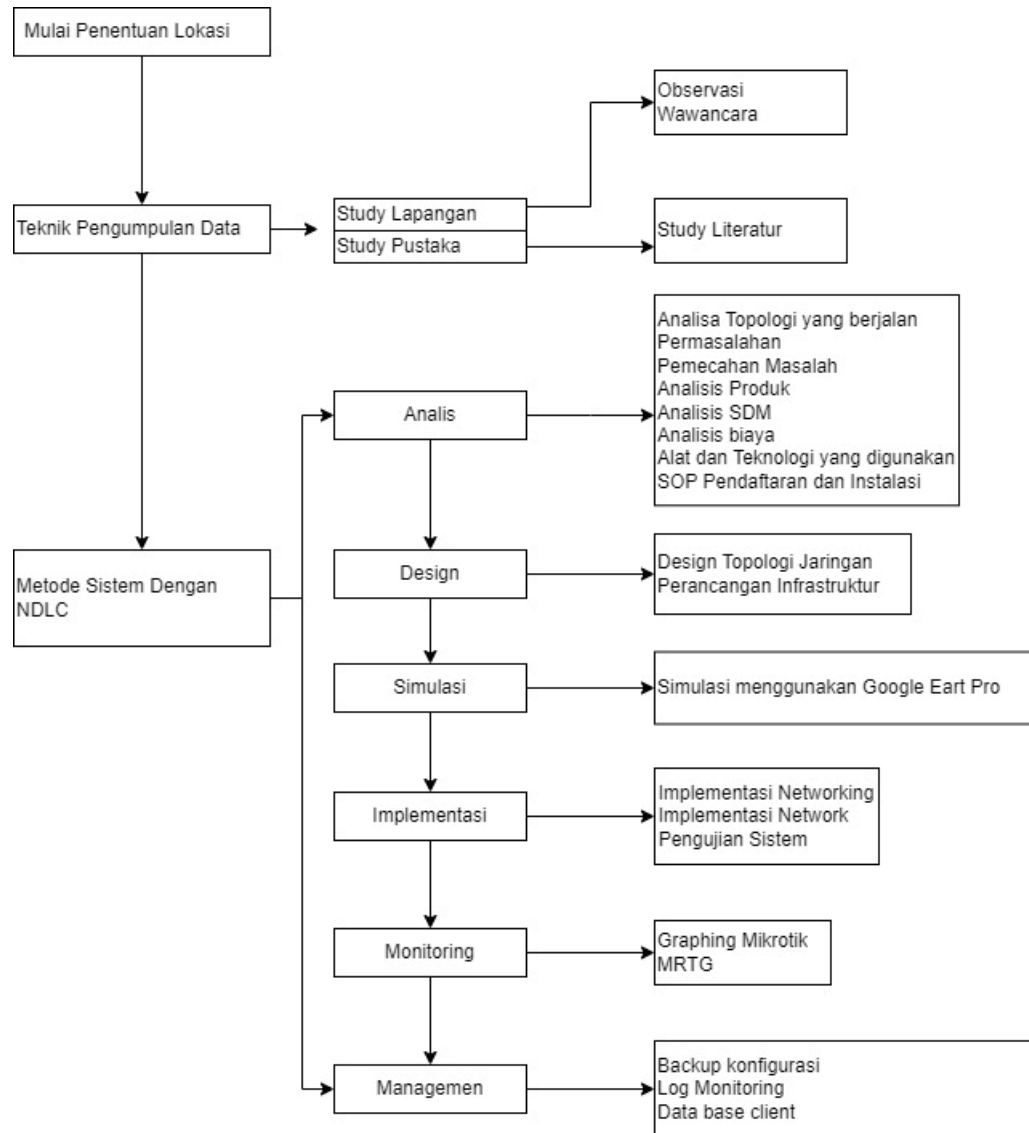 Mulai Penentuan Lokasi
Observasi
Wawancara
Teknik Pengumpulan Data
Study Lapangan
Study Pustaka
Study Literatur
Analis
Analisa Topologi yang berjalan
Permasalahan
Pemecahan Masalah
Analisis Produk
Analisis SDM
Analisis biaya
Alat dan Teknologi yang digunakan
SOP Pendaftaran dan Instalasi
Metode Sistem Dengan
NDLC
Design
Design Topologi Jaringan
Perancangan Infrastruktur
Simulasi
Simulasi menggunakan Google Eart Pro
Implementasi
Implementasi Networking
Implementasi Network
Pengujian Sistem
Monitoring
Graphing Mikrotik
MRTG
Managemen
Backup konfigurasi
Log Monitoring
Data base client